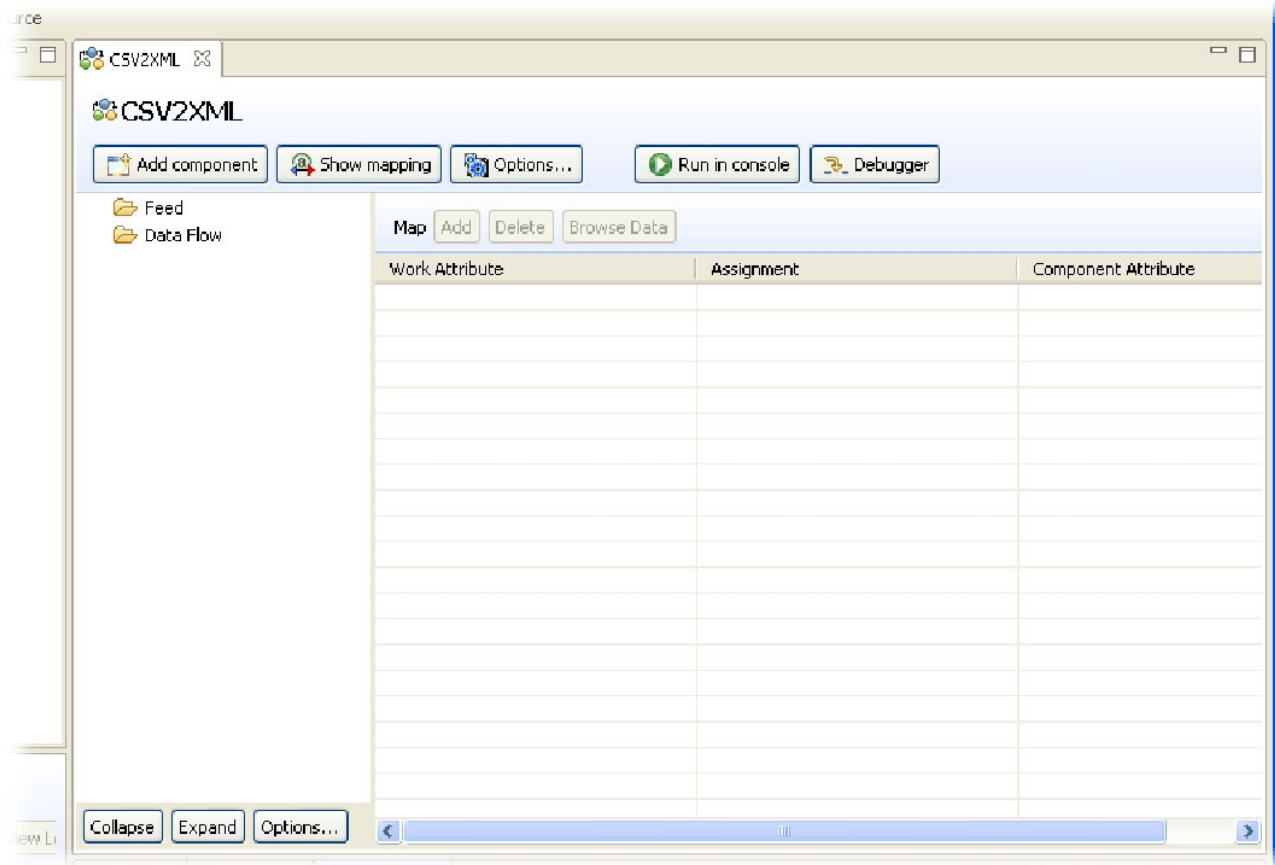 CSV2XML
CSV2XML
Add component Show mapping Options... Run in console Debugger
Feed
Data Flow
Map Add Delete Browse Data
Work Attribute Assignment Component Attribute
Collapse Expand Options...